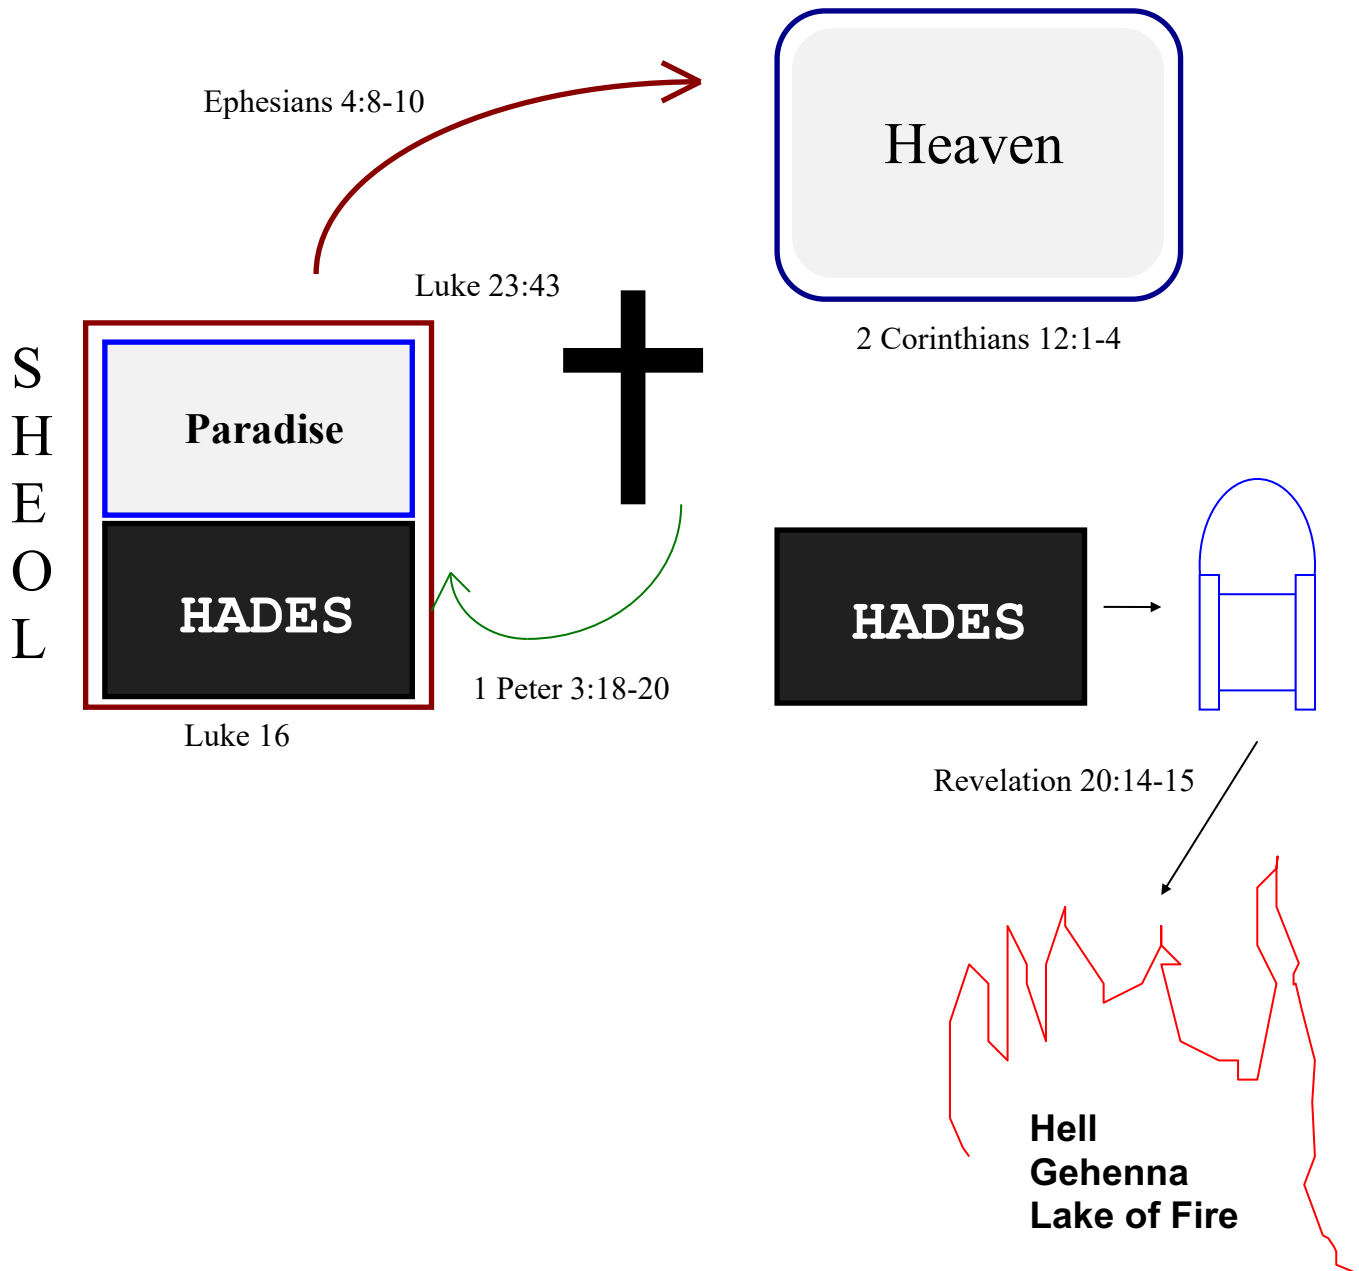 Ephesians 4:8-10
Heaven
Luke 23:43
2 Corinthians 12:1-4
S
H
E
O
L
Paradise
HADES
HADES
1 Peter 3:18-20
Luke 16
Revelation 20:14-15
Hell
Gehenna
Lake of Fire